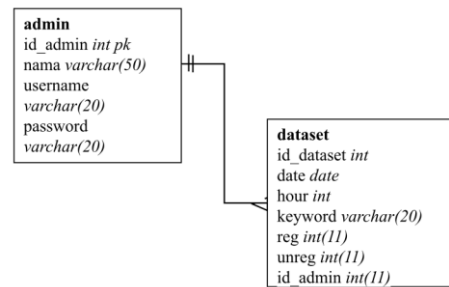 admin
id_admin int pk
nama varchar(50)
username
varchar(20)
password
varchar(20)
dataset
id_dataset int
date date
hour int
keyword varchar(20)
reg int(11)
unreg int(11)
id_admin int(11)